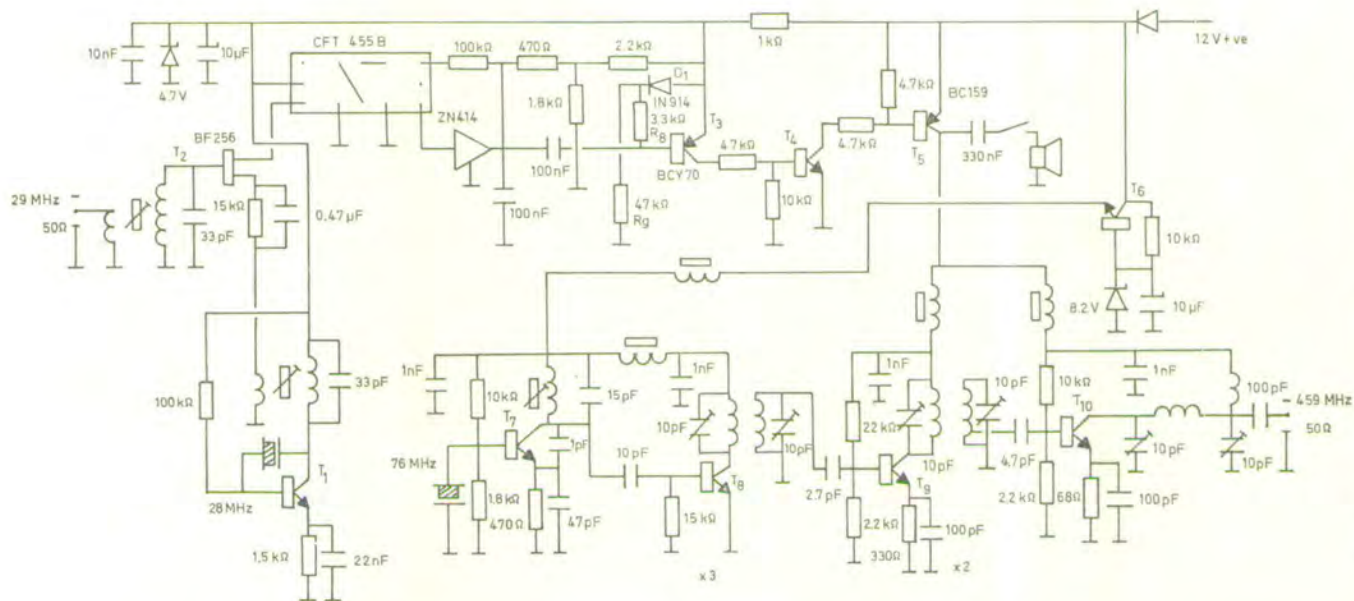 CFT 455 B
100kΩ
470Ω
2.2kΩ
1kΩ
12 V +ve
10nF
10µF
4.7V
4.7kΩ
BC159
D1
IN914
1.8kΩ
3.3kΩ
R8
T3
ZN414
BF256
T2
T4
4.7kΩ
4.7kΩ
T5
330nF
BCY70
100nF
10kΩ
T6
29 MHz
50Ω
15kΩ
0.47µF
33pF
100nF
47kΩ
Rg
10kΩ
8.2V
10µF
33pF
100kΩ
1nF
10kΩ
15pF
1nF
1nF
10pF
10kΩ
1nF
100pF
459 MHz
50Ω
T7
1pF
10pF
10pF
22kΩ
T10
76 MHz
10pF
T8
10pF
4.7pF
10pF
10pF
T1
28MHz
2.7pF
T9
1.8kΩ
470Ω
47pF
15kΩ
2.2kΩ
330Ω
100pF
2.2kΩ
68Ω
100pF
1,5kΩ
22nF
x 3
x 2